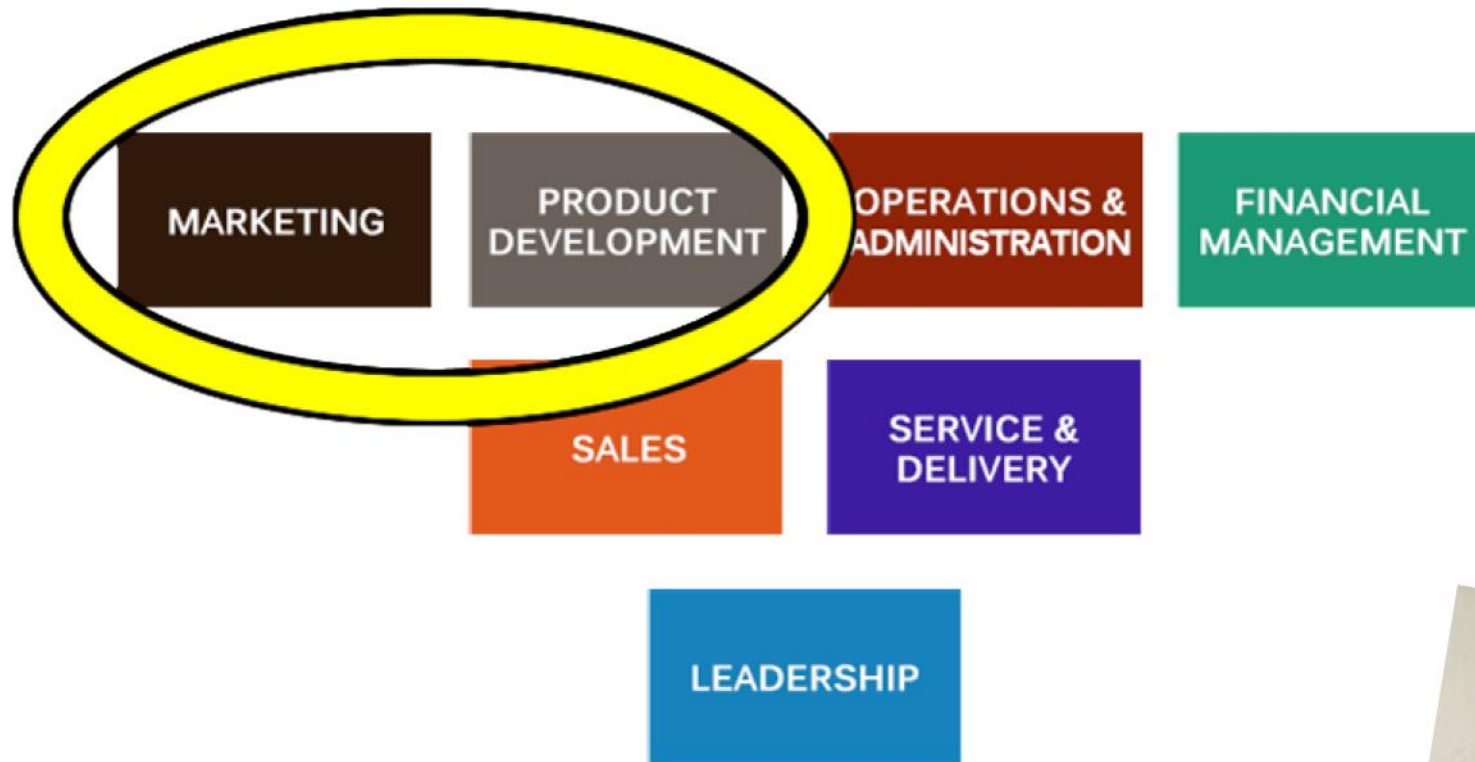 MARKETING
PRODUCT
DEVELOPMENT
OPERATIONS &
ADMINISTRATION
FINANCIAL
MANAGEMENT
SALES
SERVICE &
DELIVERY
LEADERSHIP